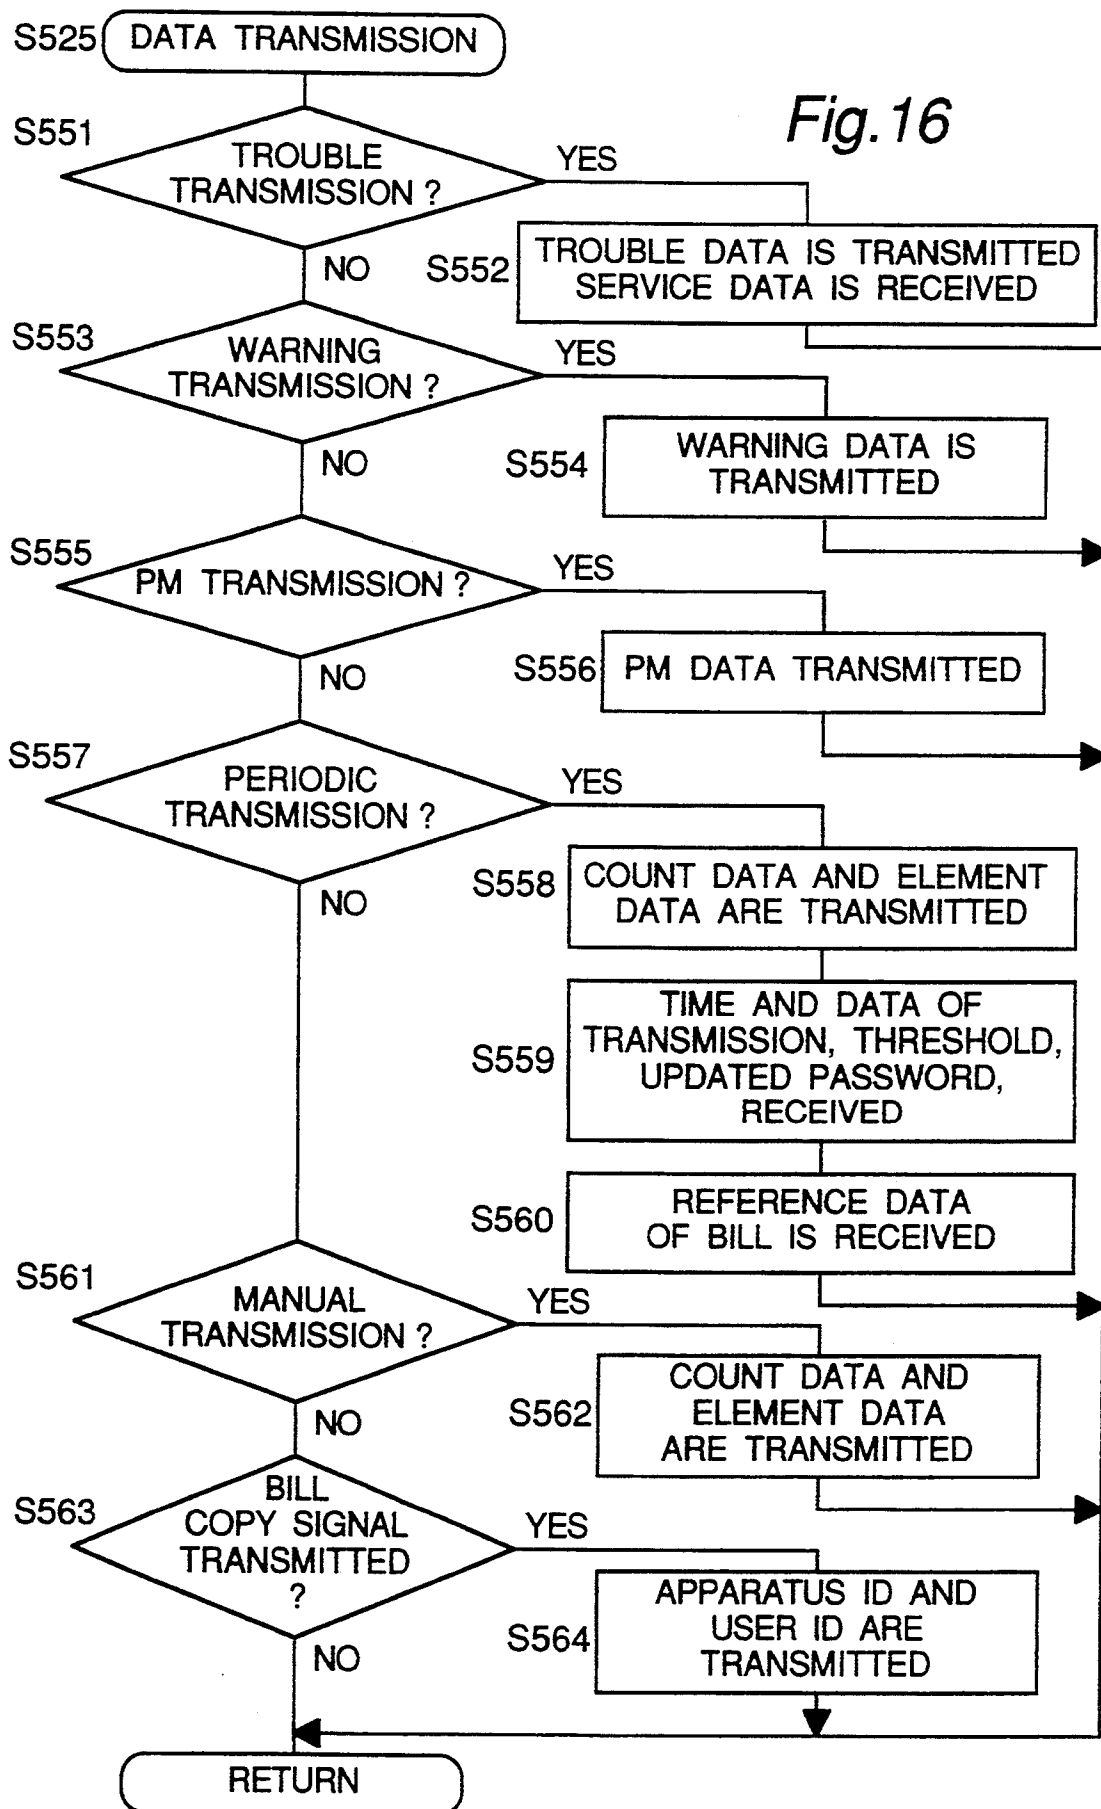 S525 DATA TRANSMISSION
Fig.16
S551
TROUBLE
TRANSMISSION ?
YES
NO
S552
TROUBLE DATA IS TRANSMITTED
SERVICE DATA IS RECEIVED
S553
WARNING
TRANSMISSION ?
YES
NO
S554
WARNING DATA IS
TRANSMITTED
S555
PM TRANSMISSION ?
YES
NO
S556
PM DATA TRANSMITTED
S557
PERIODIC
TRANSMISSION ?
YES
NO
S558
COUNT DATA AND ELEMENT
DATA ARE TRANSMITTED
S559
TIME AND DATA OF
TRANSMISSION, THRESHOLD,
UPDATED PASSWORD,
RECEIVED
S560
REFERENCE DATA
OF BILL IS RECEIVED
S561
MANUAL
TRANSMISSION ?
YES
NO
S562
COUNT DATA AND
ELEMENT DATA
ARE TRANSMITTED
S563
BILL
COPY SIGNAL
TRANSMITTED
?
YES
NO
S564
APPARATUS ID AND
USER ID ARE
TRANSMITTED
RETURN